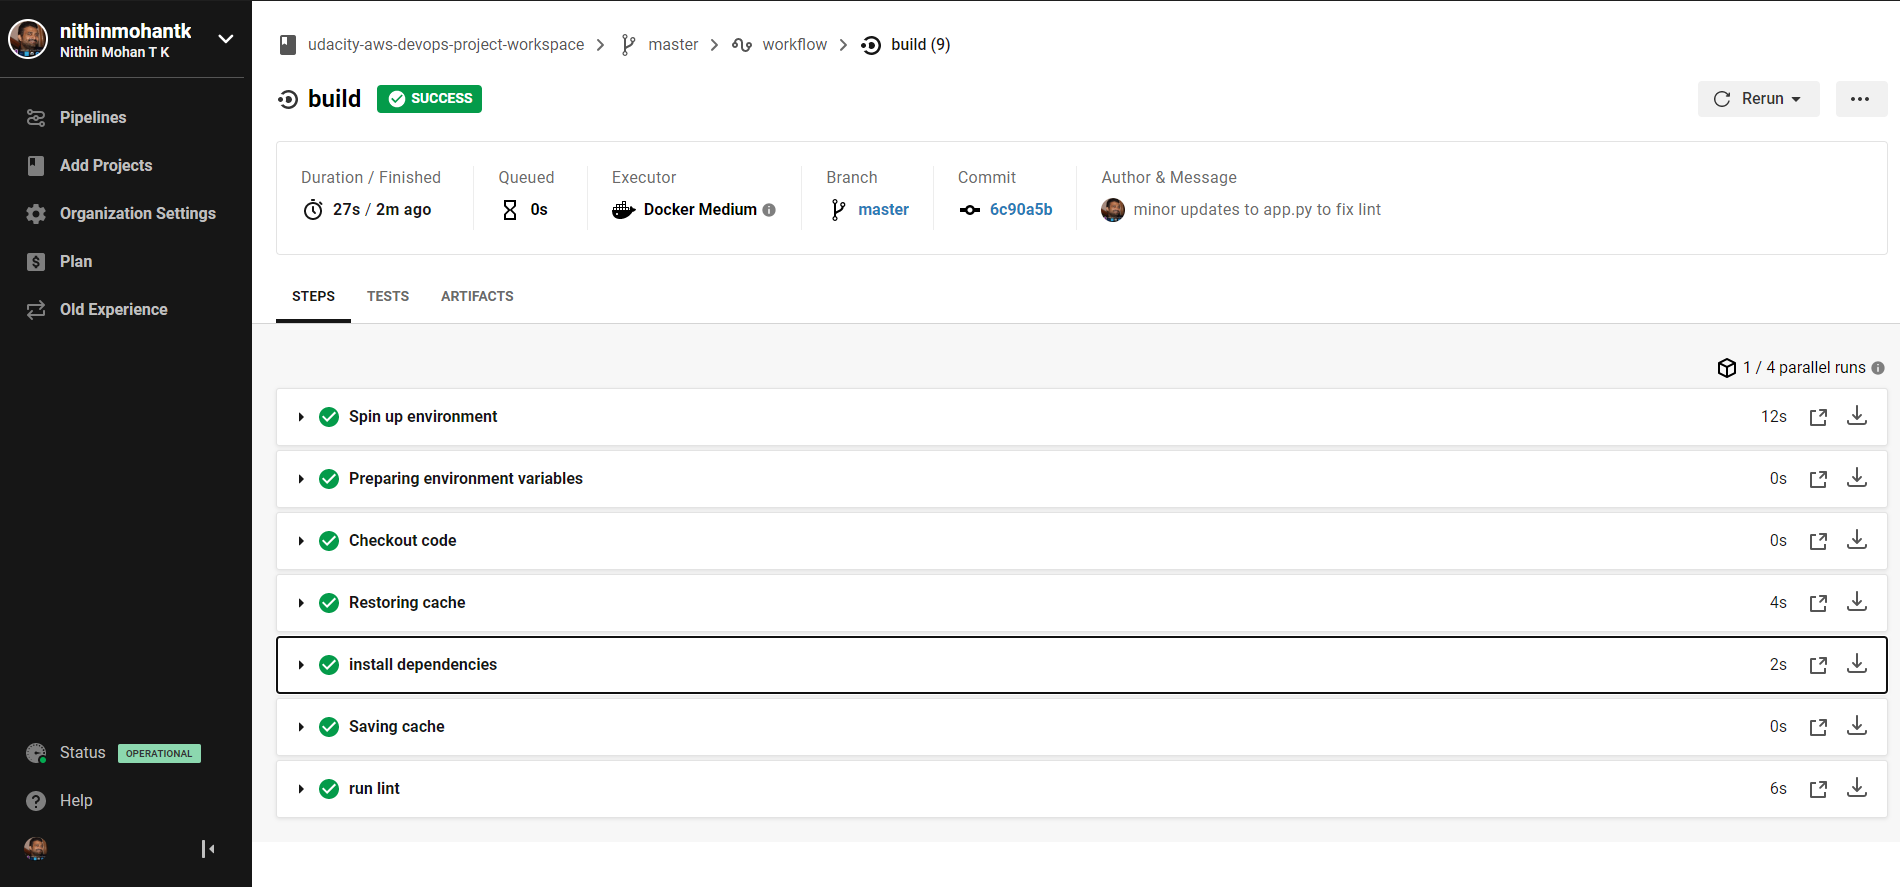 nithinmohantk
Nithin Mohan T K
Pipelines
Add Projects
Organization Settings
Plan
Old Experience
Status OPERATIONAL
Help
udacity-aws-devops-project-workspace master workflow build (9)
build SUCCESS
Rerun
Duration / Finished
27s / 2m ago
Queued
0s
Executor
Docker Medium
Branch
master
Commit
6c90a5b
Author & Message
minor updates to app.py to fix lint
STEPS TESTS ARTIFACTS
1 / 4 parallel runs
Spin up environment 12s
Preparing environment variables 0s
Checkout code 0s
Restoring cache 4s
install dependencies 2s
Saving cache 0s
run lint 6s